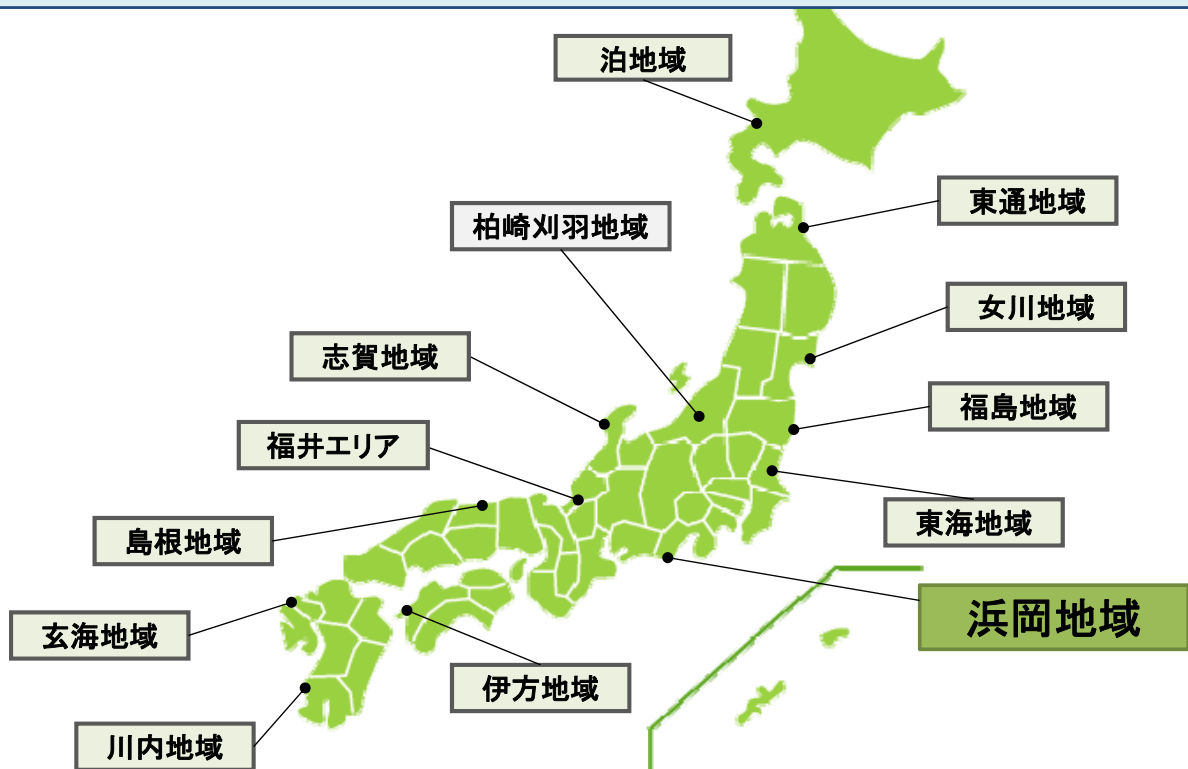 泊地域
東通地域
柏崎刈羽地域
女川地域
志賀地域
福島地域
福井エリア
東海地域
島根地域
浜岡地域
玄海地域
伊方地域
川内地域